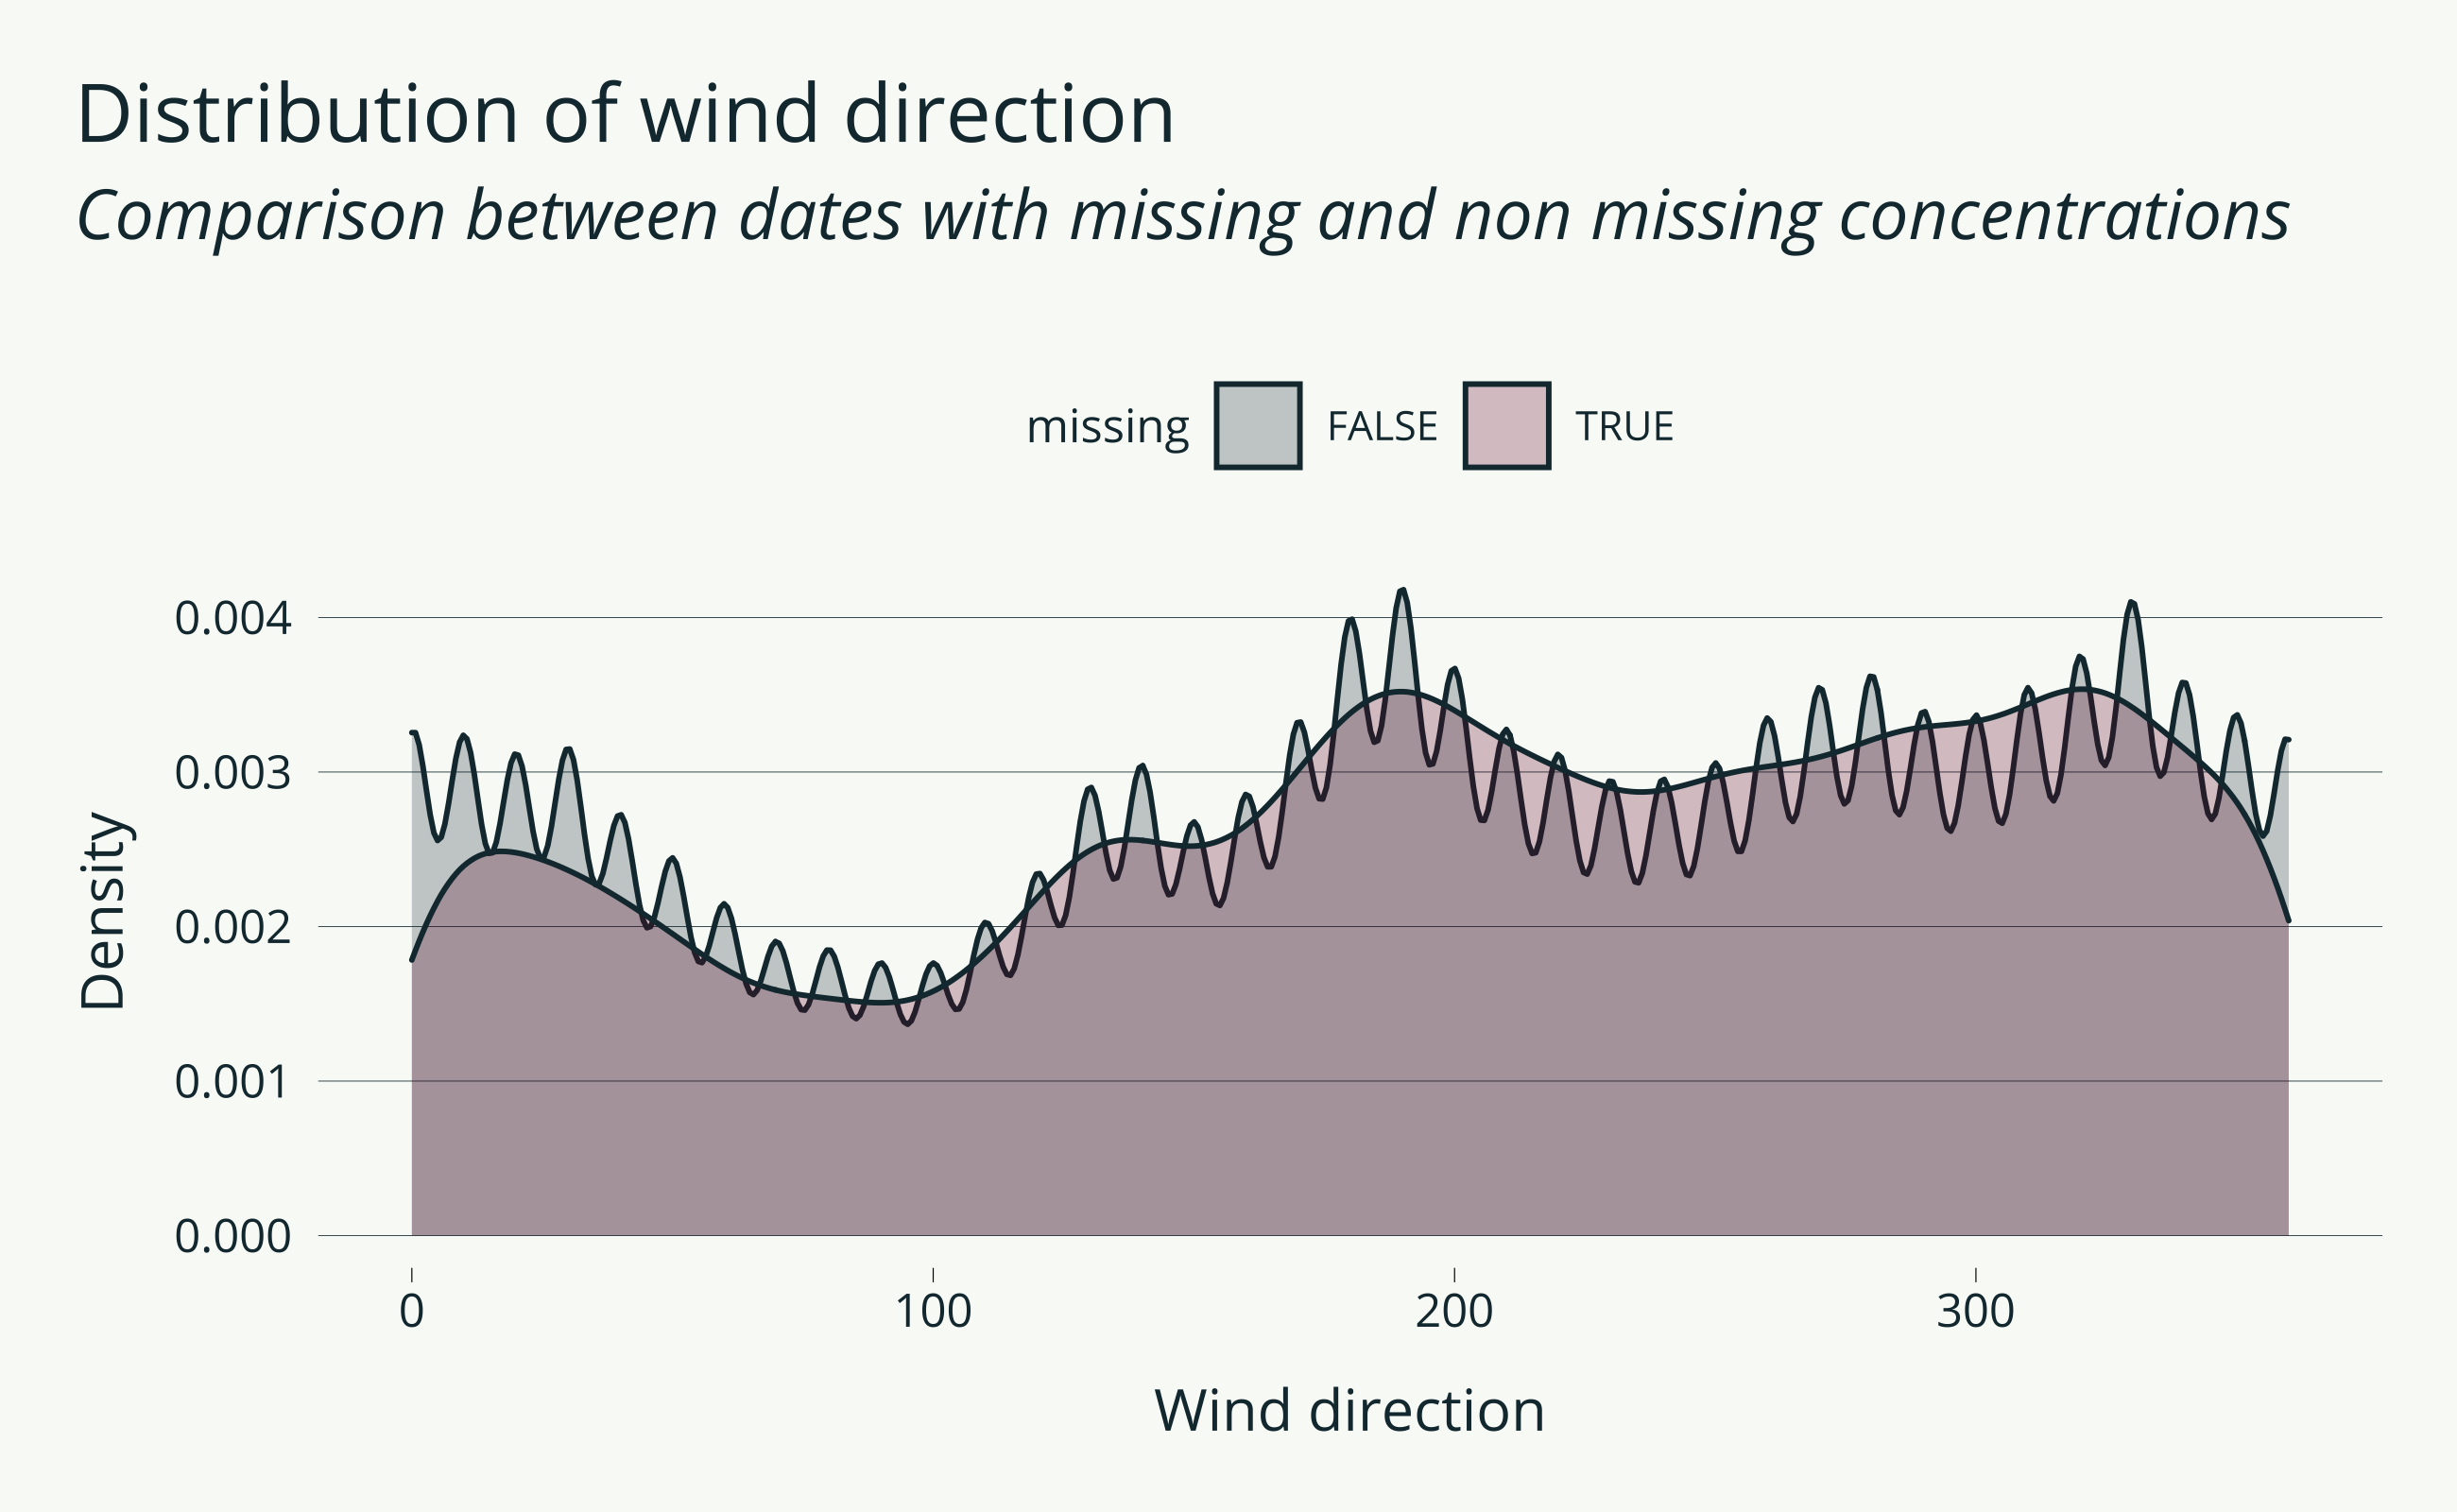 Distribution of wind direction
Comparison between dates with missing and non missing concentrations
missing FALSE TRUE
0.004
0.003
0.002
0.001
0.000
Density
0 100 200 300
Wind direction